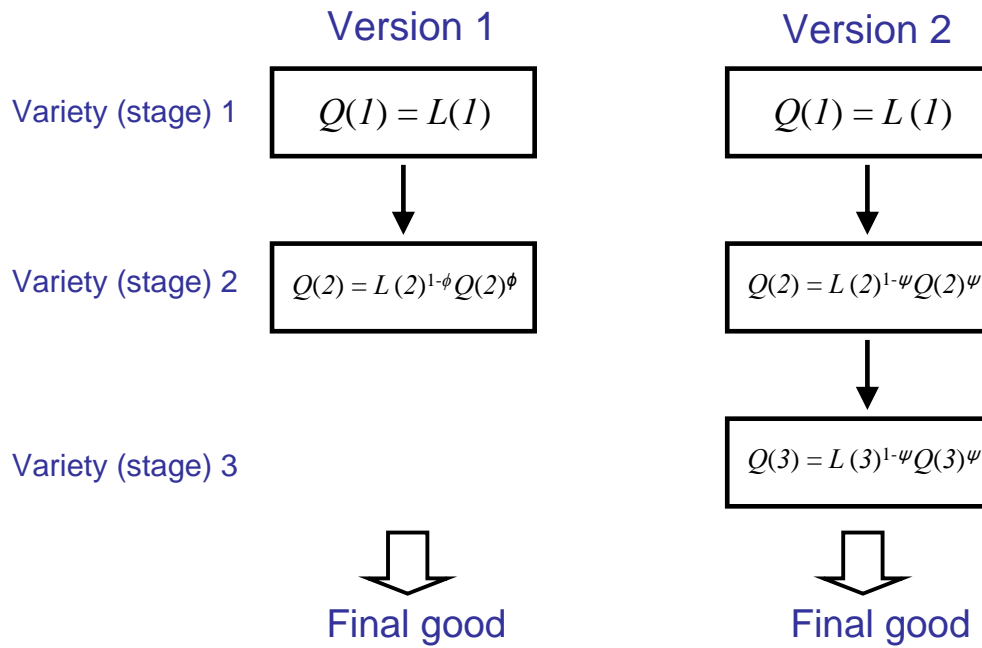 Version 1 Version 2
Variety (stage) 1
Q(1) = L(1) Q(1) = L (1)
Variety (stage) 2
Q(2) = L (2)^{1-ϕ}Q(2)^ϕ Q(2) = L (2)^{1-ψ}Q(2)^ψ
Variety (stage) 3
Q(3) = L (3)^{1-ψ}Q(3)^ψ
Final good Final good